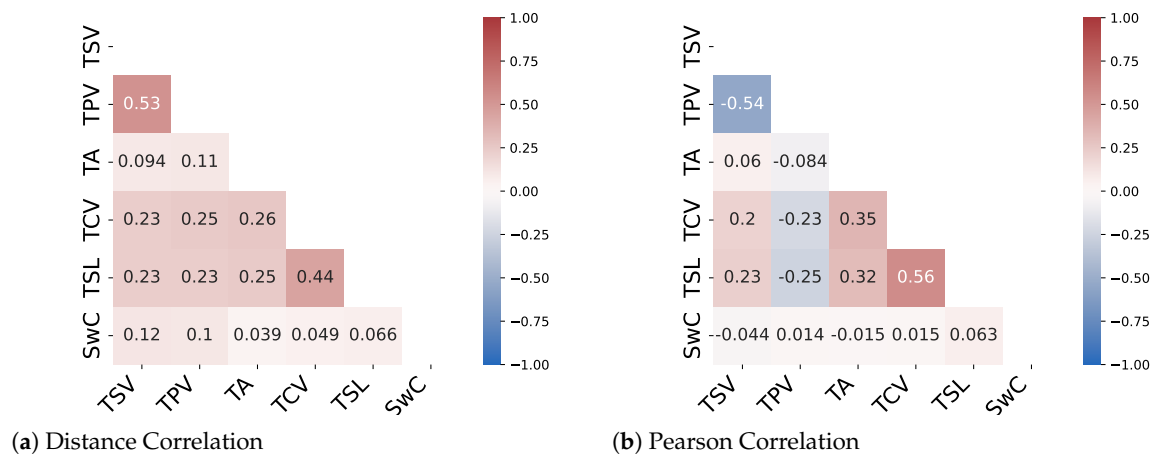 TSV
TPV
TA
TCV
TSL
SwC
0.53
0.094 0.11
0.23 0.25 0.26
0.23 0.23 0.25 0.44
0.12 0.1 0.039 0.049 0.066
TSV TPV TA TCV TSL SwC
1.00
0.75
0.50
0.25
0.00
−0.25
−0.50
−0.75
−1.00
(a) Distance Correlation
TSV
TPV
TA
TCV
TSL
SwC
-0.54
0.06 -0.084
0.2 -0.23 0.35
0.23 -0.25 0.32 0.56
-0.044 0.014 -0.015 0.015 0.063
TSV TPV TA TCV TSL SwC
1.00
0.75
0.50
0.25
0.00
−0.25
−0.50
−0.75
−1.00
(b) Pearson Correlation